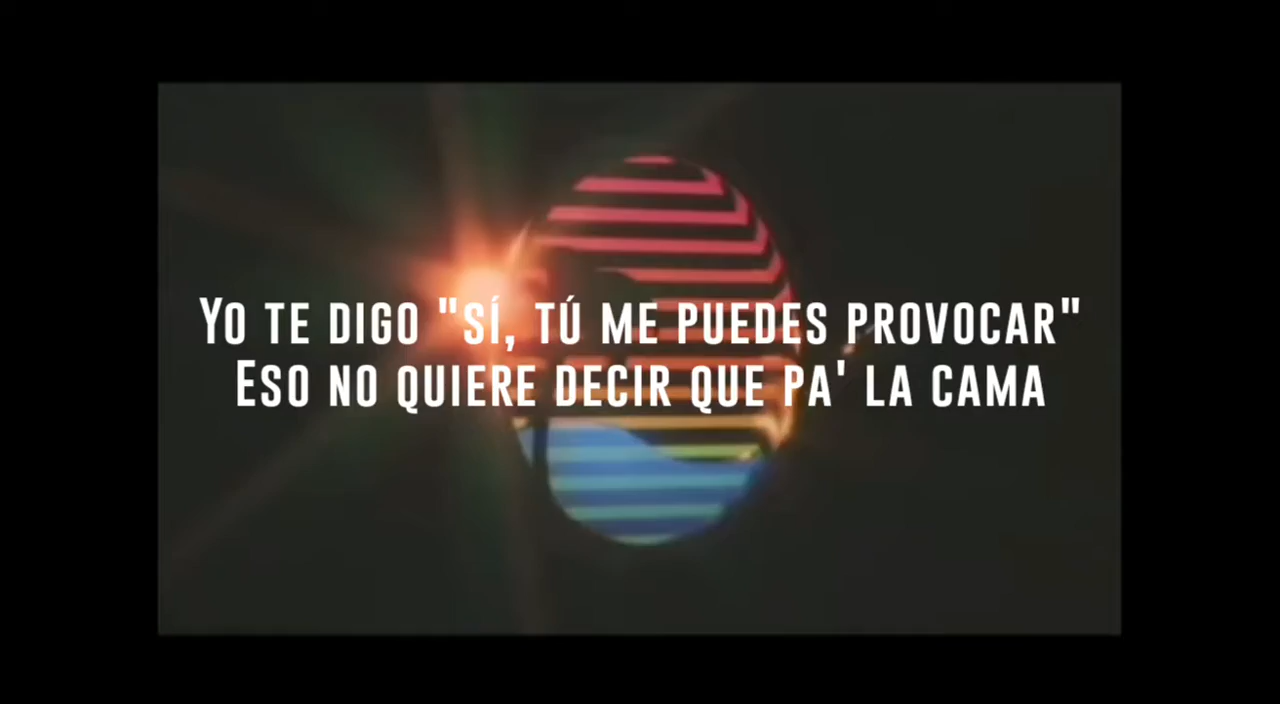 Yo te digo "sí, tú me puedes provocar"
Eso no quiere decir que pa' la cama